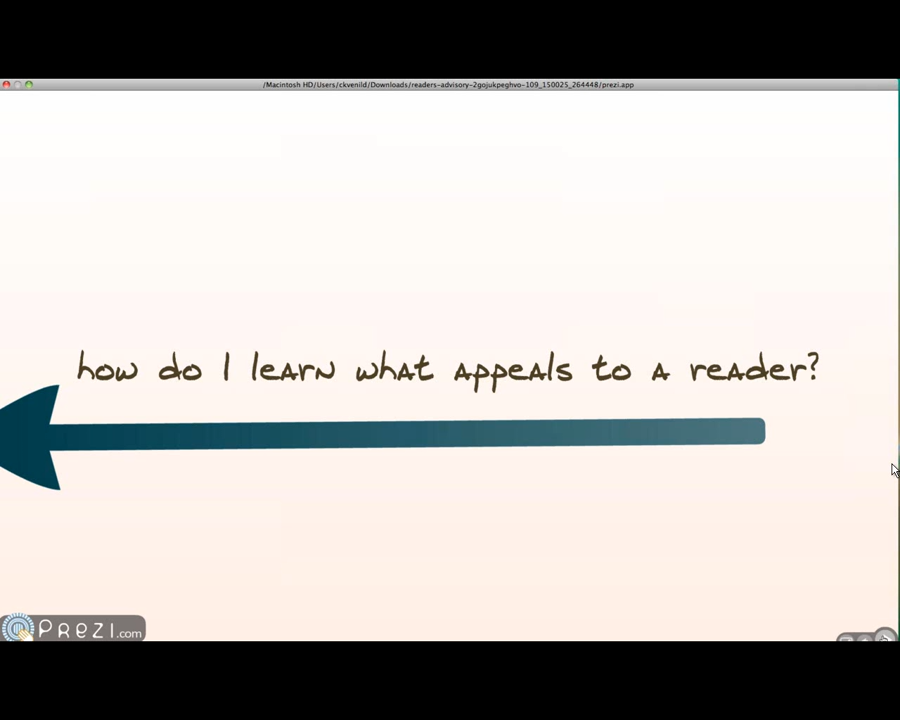 /Macintosh HD/Users/ckvenild/Downloads/readers-advisory-2gojukpeghvo-109_150025_264448/prezi.app
how do I learn what appeals to a reader?
Prezi.com